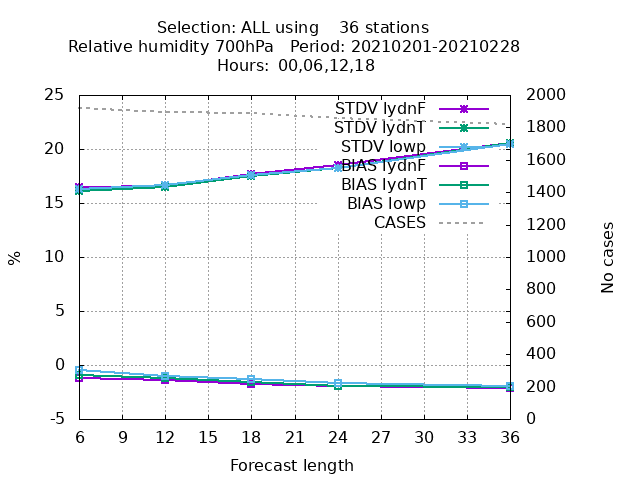 Selection: ALL using    36 stations
Relative humidity 700hPa   Period: 20210201-20210228
Hours: 00,06,12,18
25
20
15
10
5
0
-5
%
2000
1800
1600
1400
1200
1000
800
600
400
200
0
No cases
STDV lydnF
STDV lydnT
STDV lowp
BIAS lydnF
BIAS lydnT
BIAS lowp
CASES
6 9 12 15 18 21 24 27 30 33 36
Forecast length